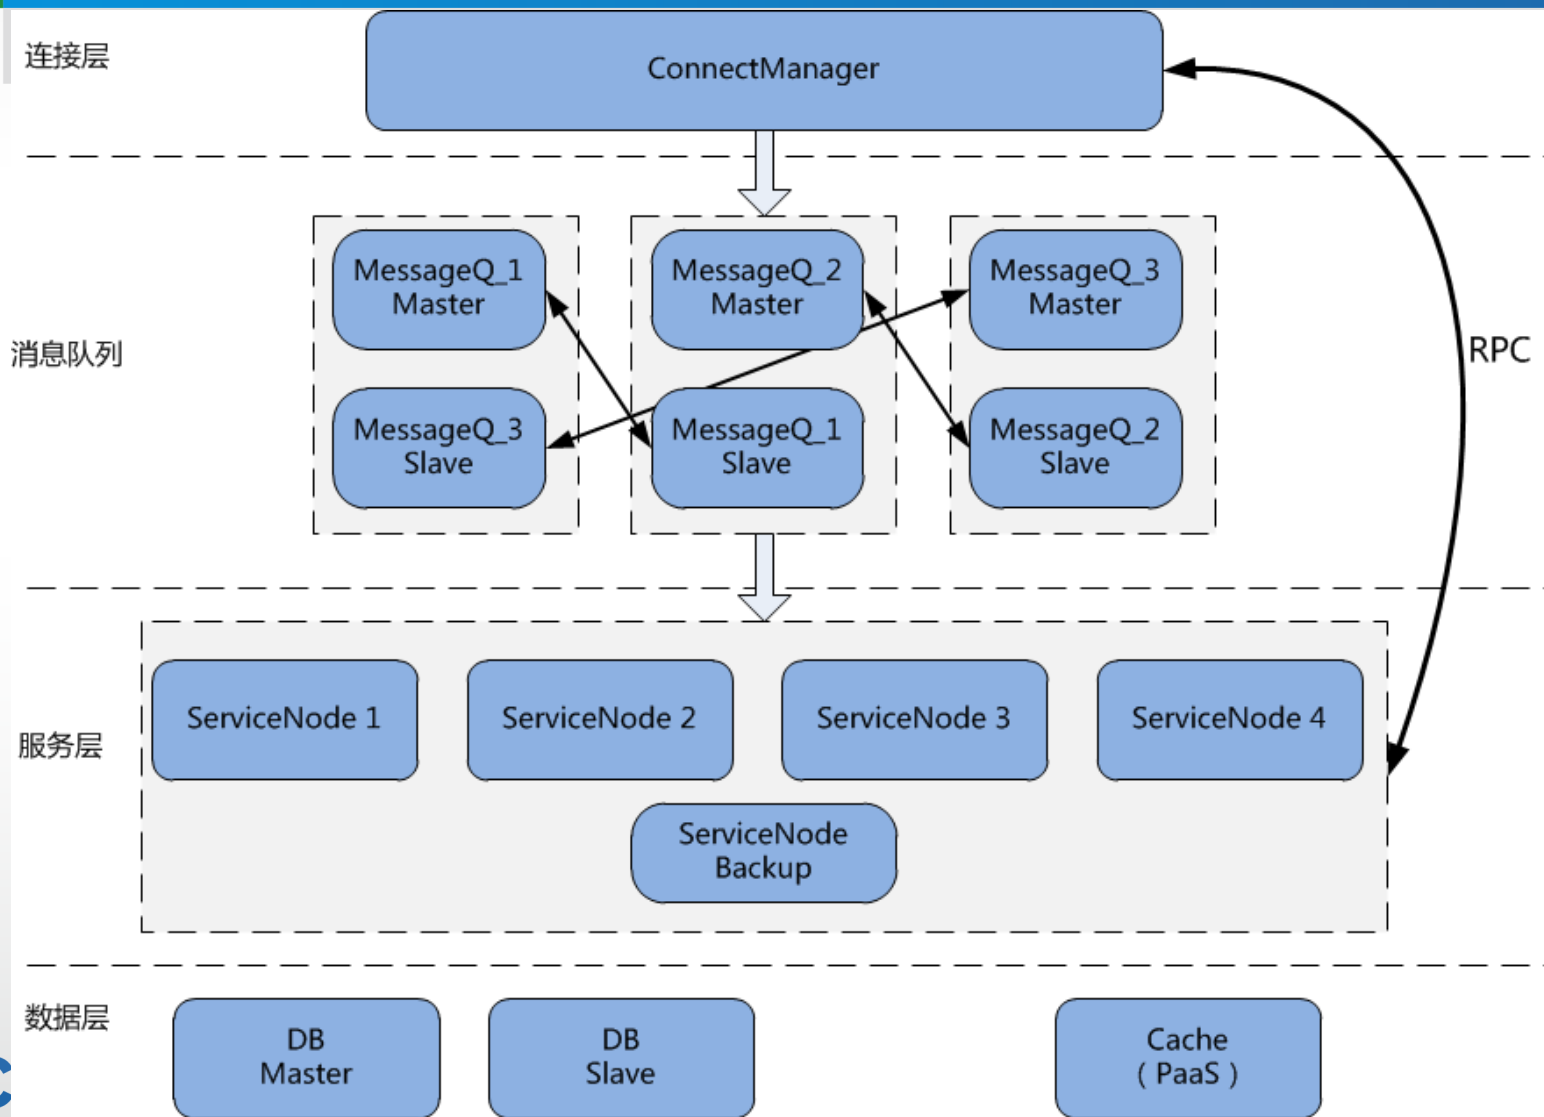 连接层
ConnectManager
消息队列
MessageQ_1
Master
MessageQ_2
Master
MessageQ_3
Master
MessageQ_3
Slave
MessageQ_1
Slave
MessageQ_2
Slave
RPC
服务层
ServiceNode 1
ServiceNode 2
ServiceNode 3
ServiceNode 4
ServiceNode
Backup
数据层
DB
Master
DB
Slave
Cache
（PaaS）